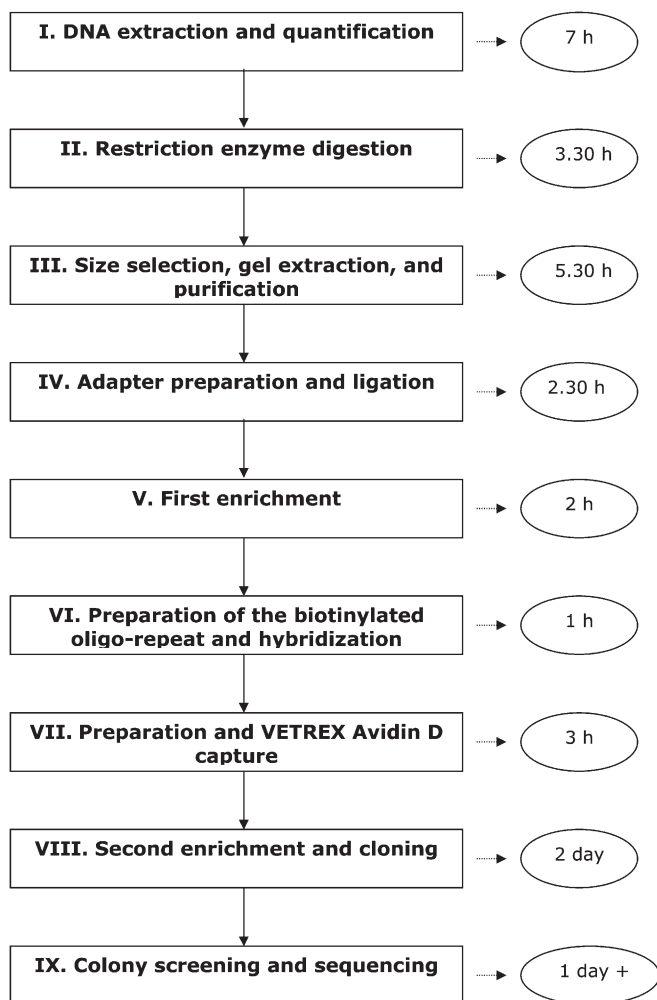 I. DNA extraction and quantification
7 h
II. Restriction enzyme digestion
3.30 h
III. Size selection, gel extraction, and
purification
5.30 h
IV. Adapter preparation and ligation
2.30 h
V. First enrichment
2 h
VI. Preparation of the biotinylated
oligo-repeat and hybridization
1 h
VII. Preparation and VETREX Avidin D
capture
3 h
VIII. Second enrichment and cloning
2 day
IX. Colony screening and sequencing
1 day +